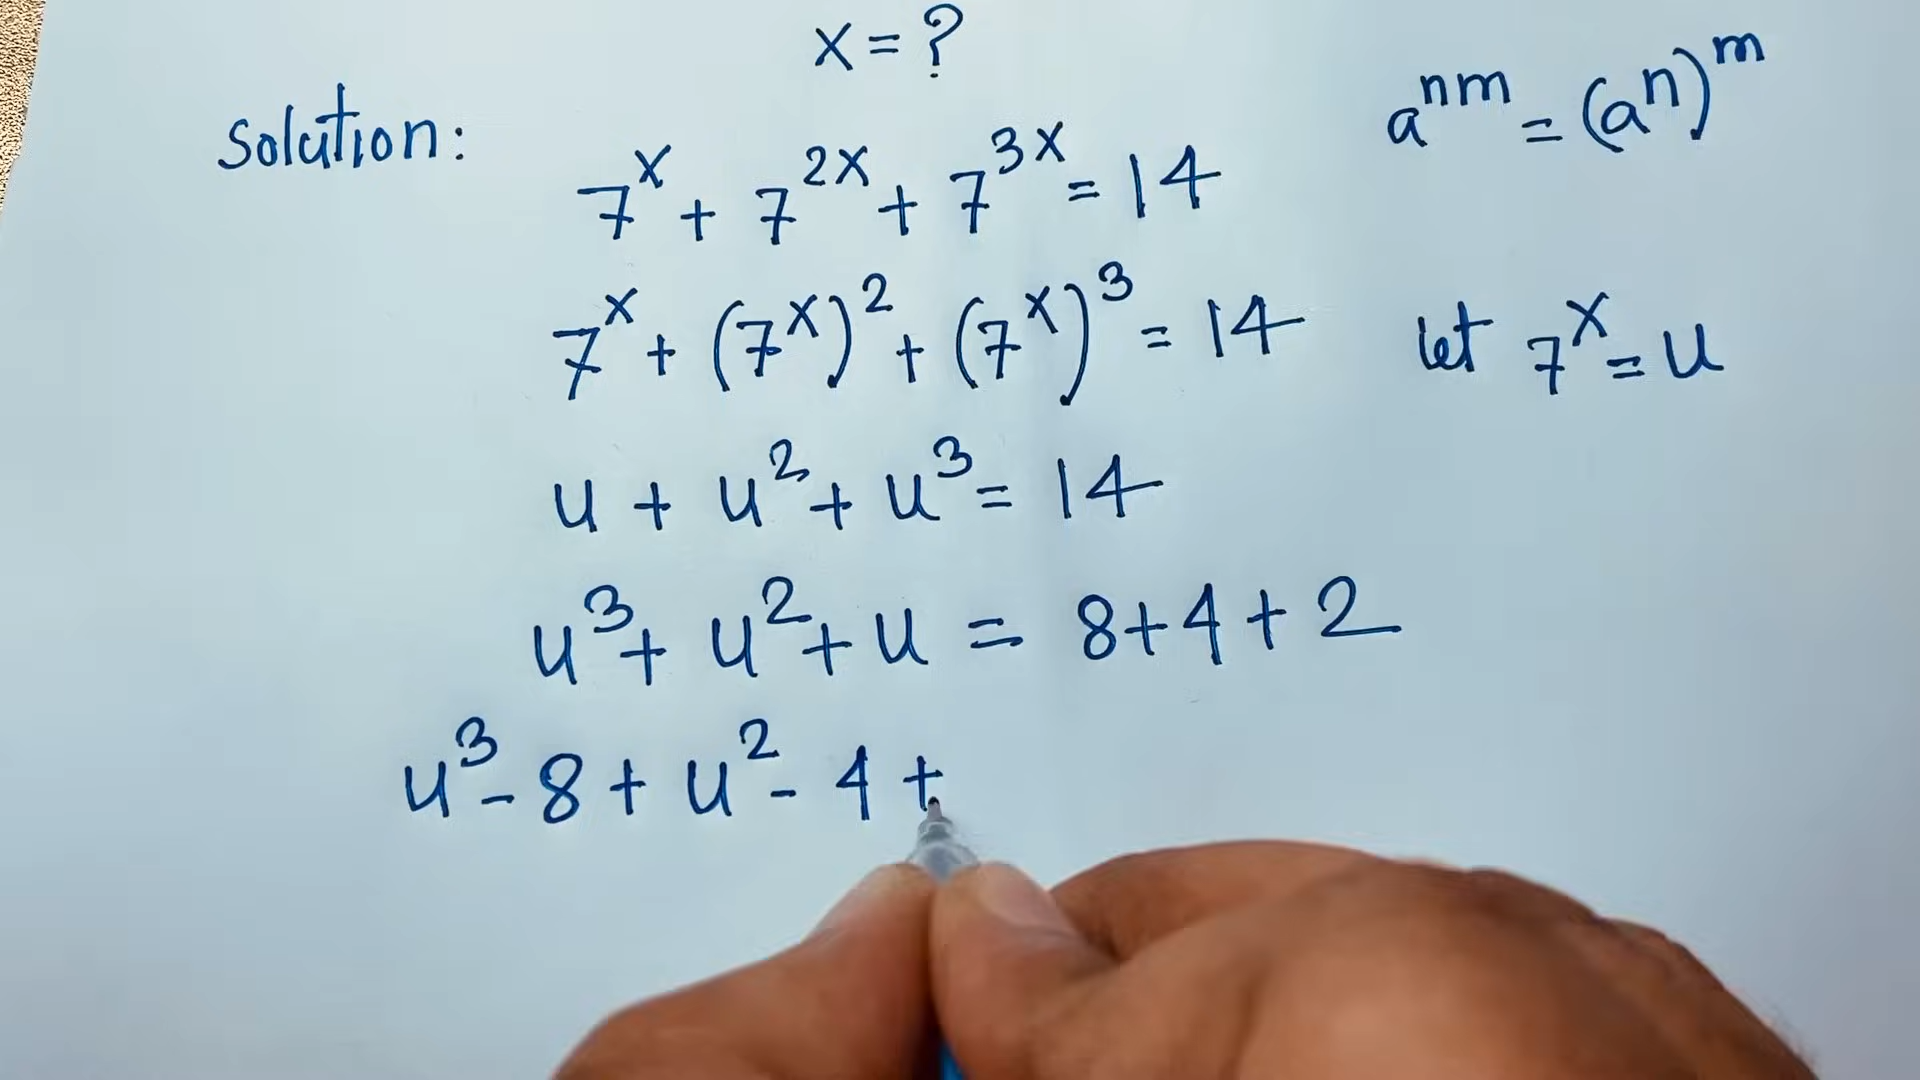 x = ?
Solution:
7^x + 7^{2x} + 7^{3x} = 14
a^{nm} = (a^n)^m
7^x + (7^x)^2 + (7^x)^3 = 14
let 7^x = u
u + u^2 + u^3 = 14
u^3 + u^2 + u = 8+4+2
u^3 - 8 + u^2 - 4 +